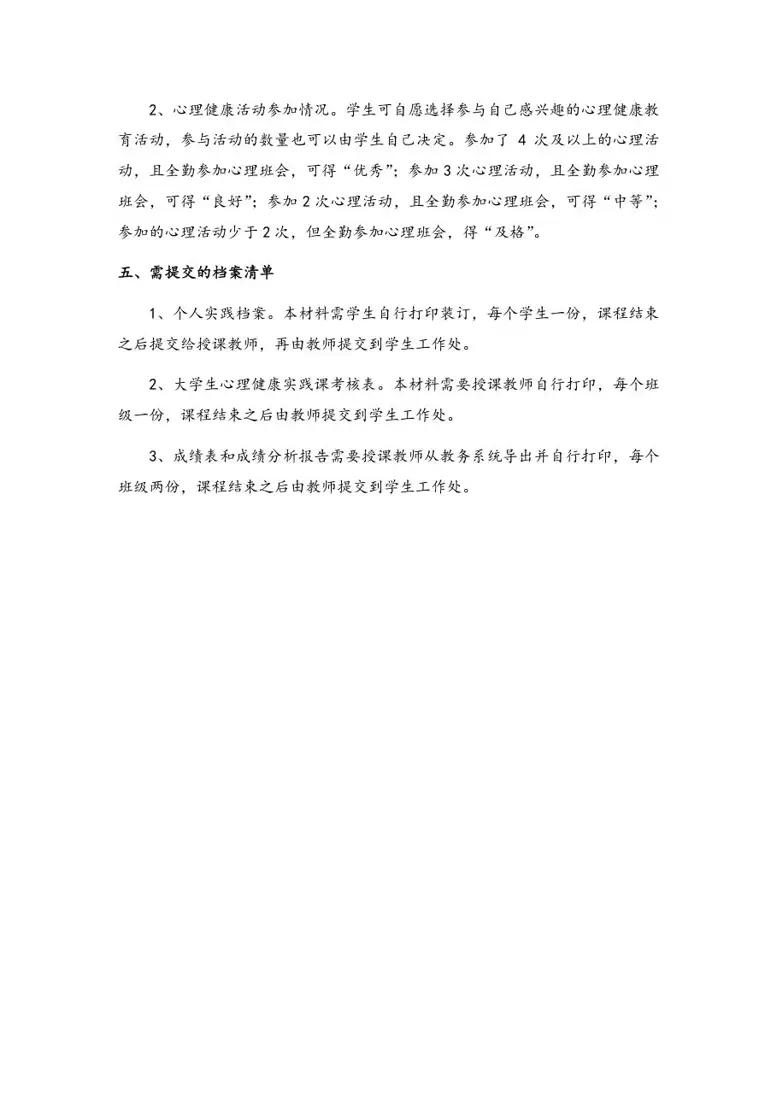 2、心理健康活动参加情况。学生可自愿选择参与自己感兴趣的心理健康教
育活动，参与活动的数量也可以由学生自己决定。参加了 4 次及以上的心理活
动，且全勤参加心理班会，可得“优秀”；参加 3 次心理活动，且全勤参加心理
班会，可得“良好”；参加 2 次心理活动，且全勤参加心理班会，可得“中等”；
参加的心理活动少于 2 次，但全勤参加心理班会，得“及格”。
五、需提交的档案清单
1、个人实践档案。本材料需学生自行打印装订，每个学生一份，课程结束
之后提交给授课教师，再由教师提交到学生工作处。
2、大学生心理健康实践课考核表。本材料需要授课教师自行打印，每个班
级一份，课程结束之后由教师提交到学生工作处。
3、成绩表和成绩分析报告需要授课教师从教务系统导出并自行打印，每个
班级两份，课程结束之后由教师提交到学生工作处。